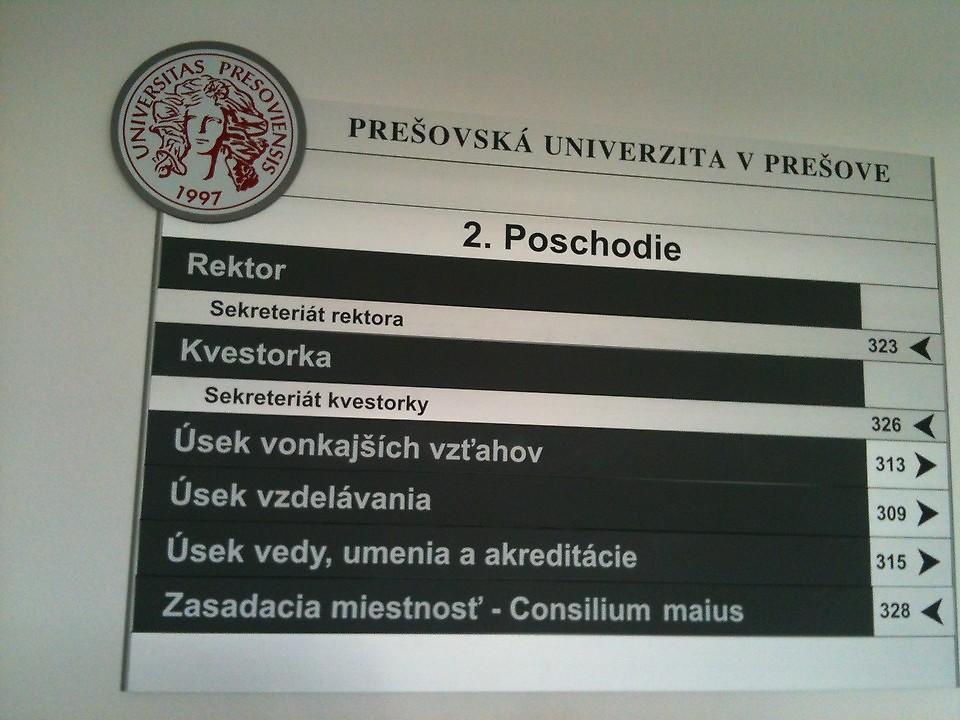 UNIVERSITAS PRESOVIENSIS
1997
PREŠOVSKÁ UNIVERZITA V PREŠOVE
2. Poschodie
Rektor
Sekreteriát rektora 323
Kvestorka
Sekreteriát kvestorky 326
Úsek vonkajších vzťahov 313
Úsek vzdelávania 309
Úsek vedy, umenia a akreditácie 315
Zasadacia miestnosť - Consilium maius 328